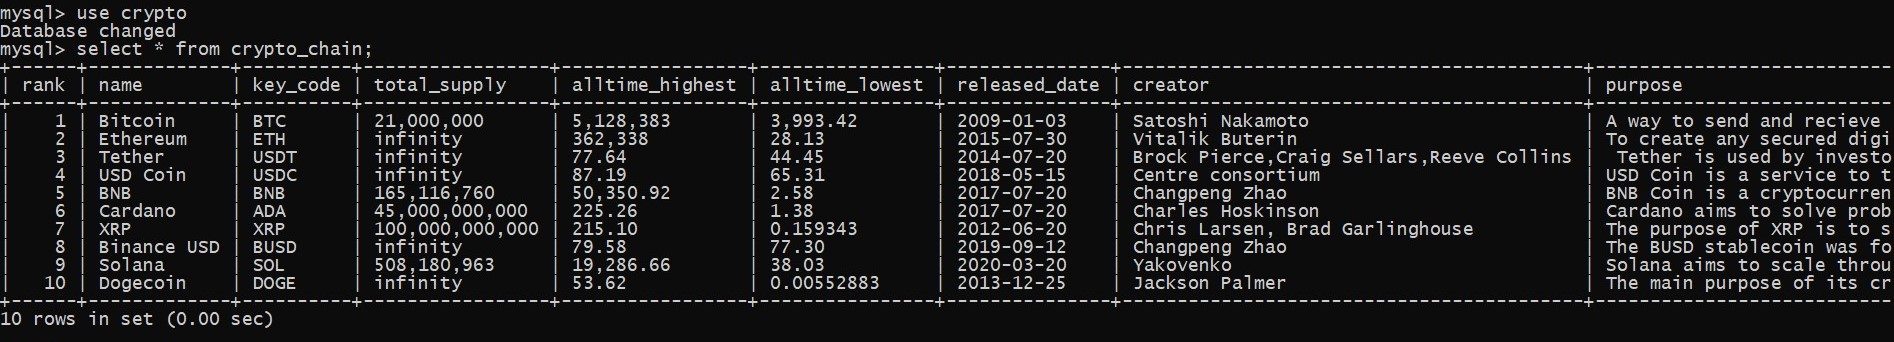 mysql> use crypto
Database changed
mysql> select * from crypto_chain;
+------+-------------+----------+-----------------+-----------------+----------------+---------------+------------------------------------------+---------------------------
| rank | name | key_code | total_supply | alltime_highest | alltime_lowest | released_date | creator | purpose
+------+-------------+----------+-----------------+-----------------+----------------+---------------+------------------------------------------+---------------------------
| 1 | Bitcoin | BTC | 21,000,000 | 5,128,383 | 3,993.42 | 2009-01-03 | Satoshi Nakamoto | A way to send and recieve
| 2 | Ethereum | ETH | infinity | 362,338 | 28.13 | 2015-07-30 | Vitalik Buterin | To create any secured digi
| 3 | Tether | USDT | infinity | 77.64 | 44.45 | 2014-07-20 | Brock Pierce,Craig Sellars,Reeve Collins | Tether is used by investo
| 4 | USD Coin | USDC | infinity | 87.19 | 65.31 | 2018-05-15 | Centre consortium | USD Coin is a service to t
| 5 | BNB | BNB | 165,116,760 | 50,350.92 | 2.58 | 2017-07-20 | Changpeng Zhao | BNB Coin is a cryptocurren
| 6 | Cardano | ADA | 45,000,000,000 | 225.26 | 1.38 | 2017-07-20 | Charles Hoskinson | Cardano aims to solve prob
| 7 | XRP | XRP | 100,000,000,000 | 215.10 | 0.159343 | 2012-06-20 | Chris Larsen, Brad Garlinghouse | The purpose of XRP is to s
| 8 | Binance USD | BUSD | infinity | 79.58 | 77.30 | 2019-09-12 | Changpeng Zhao | The BUSD stablecoin was fo
| 9 | Solana | SOL | 508,180,963 | 19,286.66 | 38.03 | 2020-03-20 | Yakovenko | Solana aims to scale throu
| 10 | Dogecoin | DOGE | infinity | 53.62 | 0.00552883 | 2013-12-25 | Jackson Palmer | The main purpose of its cr
+------+-------------+----------+-----------------+-----------------+----------------+---------------+------------------------------------------+---------------------------
10 rows in set (0.00 sec)